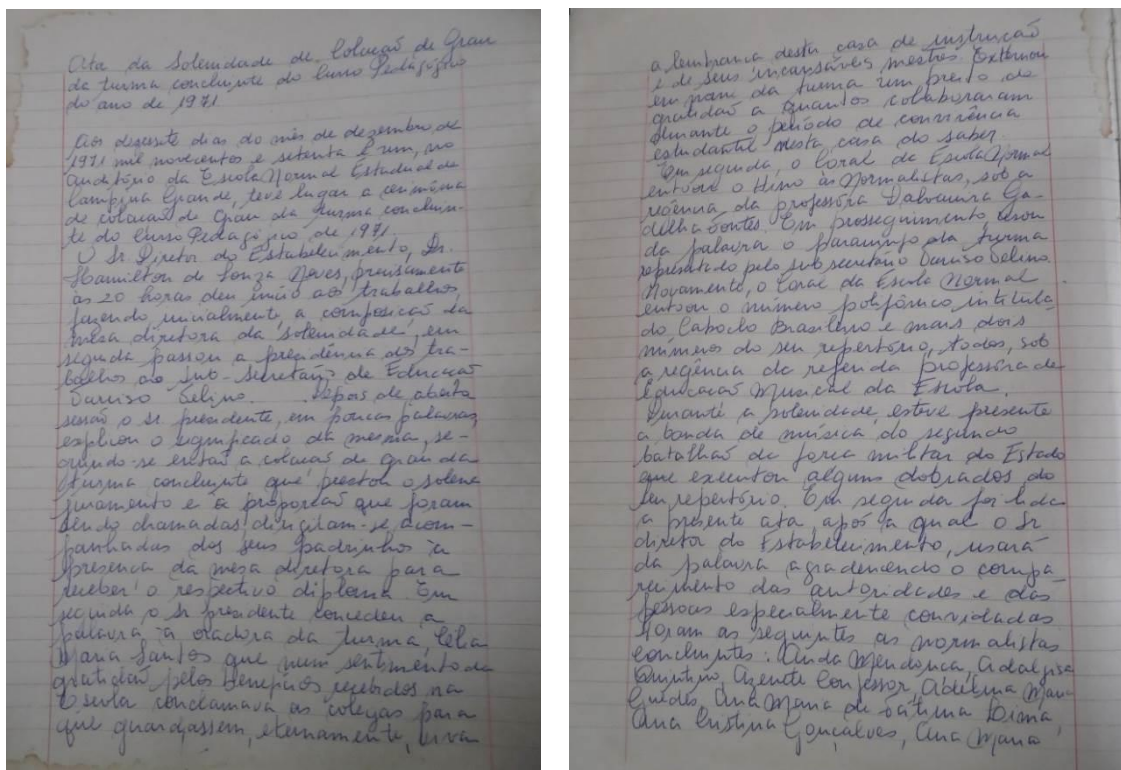 Ata da Solenidade de Colação de Grau
da turma concluinte do Curso Pedagógico
do ano de 1971.
Aos dezesete dias do mês de dezembro, de
1971 mil novecentos e setenta e um, no
auditório da Escola Normal Estadual de
Campina Grande, teve lugar a cerimônia
de colação de Grau da turma concluin-
te do Curso Pedagógico de 1971.
O Sr Diretor do Estabelecimento, Dr.
Hamilton de Souza Neves, precisamente
às 20 horas deu início aos trabalhos,
fazendo inicialmente, a composição da
mesa diretora da solenidade, em
seguida passou a presidência dos tra-
balhos ao Sub-Secretário de Educação
Depois de aberta
sessão o Sr. presidente, em poucas palavras,
explicou o significado da mesma, se-
guindo-se então a colação de grau da
turma concluinte que prestou o solene
juramento e a proporção que foram
sendo chamadas, dirigiam-se, acom-
panhadas dos seus padrinhos à
presença da mesa diretora para
receber o respectivo diploma. Em
seguida o Sr presidente concedeu a
palavra à oradora da turma, Célia
Maria Santos que num sentimento de
gratidão pelos benefícios recebidos na
Escola conclamava as colegas para
que guardassem, eternamente, viva
a lembrança desta casa de instrução
e de seus incansáveis mestres. Externou
em nome da turma um preito de
gratidão a quantos colaboraram
durante o período de convivência
estudantil nesta casa do saber.
Em seguida, o Coral da Escola Normal
entoou o Hino às Normalistas, sob a
regência da professora Ga-
delha Fontes. Em prosseguimento usou
da palavra o paraninfo da turma
representado pelo subsecretário
Novamente, o Coral da Escola Normal
entoou o número polifônico intitula-
do Caboclo Brasileiro e mais dois
números do seu repertório, todos, sob
a regência da referida professora de
Educação Musical da Escola.
Durante a solenidade, esteve presente
a banda de música do segundo
batalhão da força militar do Estado
que executou alguns dobrados do
seu repertório. Em seguida foi lida
a presente ata após a qual o Sr
diretor do Estabelecimento, usará
da palavra agradecendo o compa-
recimento das autoridades e das
pessoas especialmente convidadas
Foram as seguintes as normalistas
concluintes: Mendonça, Adalgisa
Confessor, Maria
Guedes, Ana Maria de Fátima Lima,
Ana Cristina Gonçalves, Ana Maria